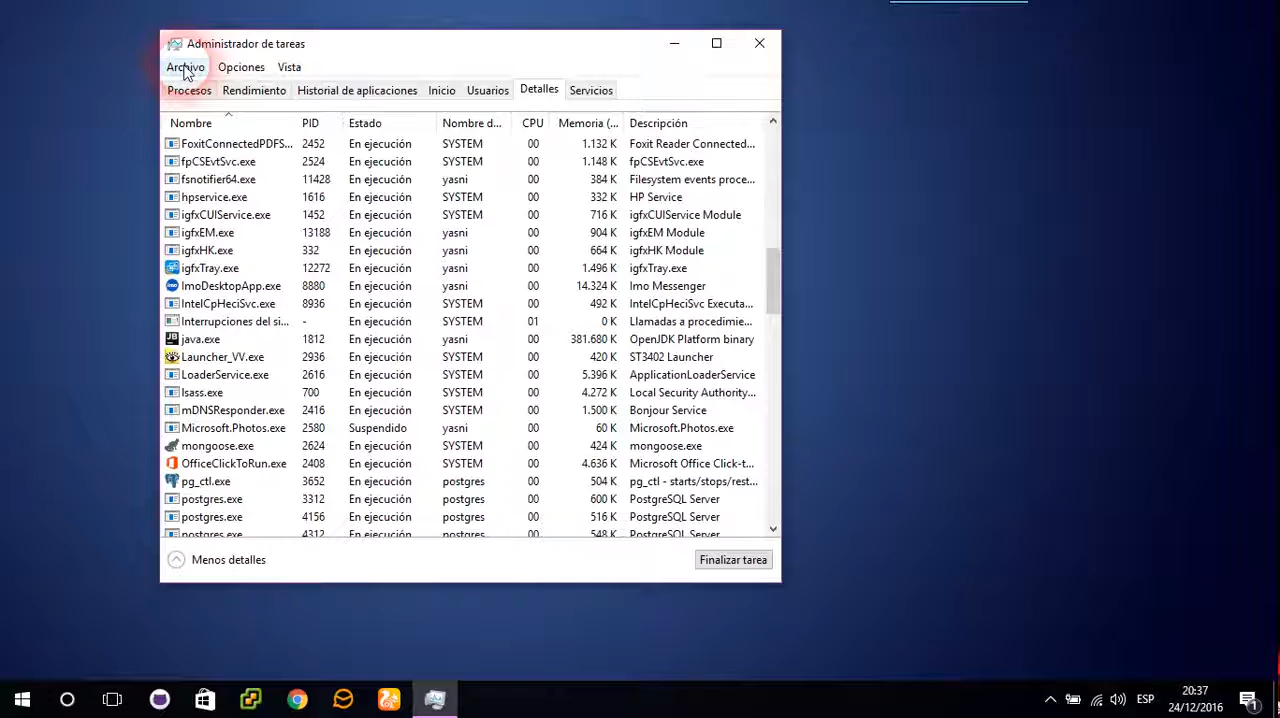 Administrador de tareas
Archivo Opciones Vista
Procesos Rendimiento Historial de aplicaciones Inicio Usuarios Detalles Servicios
Nombre PID Estado Nombre d... CPU Memoria (... Descripción
FoxitConnectedPDFS... 2452 En ejecución SYSTEM 00 1.132 K Foxit Reader Connected...
fpCSEvtSvc.exe 2524 En ejecución SYSTEM 00 1.148 K fpCSEvtSvc.exe
fsnotifier64.exe 11428 En ejecución yasni 00 384 K Filesystem events proce...
hpservice.exe 1616 En ejecución SYSTEM 00 332 K HP Service
igfxCUIService.exe 1452 En ejecución SYSTEM 00 716 K igfxCUIService Module
igfxEM.exe 13188 En ejecución yasni 00 904 K igfxEM Module
igfxHK.exe 332 En ejecución yasni 00 664 K igfxHK Module
igfxTray.exe 12272 En ejecución yasni 00 1.496 K igfxTray.exe
ImoDesktopApp.exe 8880 En ejecución yasni 00 14.324 K Imo Messenger
IntelCpHeciSvc.exe 8936 En ejecución SYSTEM 00 492 K IntelCpHeciSvc Executa...
Interrupciones del si... - En ejecución SYSTEM 01 0 K Llamadas a procedimie...
java.exe 1812 En ejecución yasni 00 381.680 K OpenJDK Platform binary
Launcher_VV.exe 2936 En ejecución SYSTEM 00 420 K ST3402 Launcher
LoaderService.exe 2616 En ejecución SYSTEM 00 5.396 K ApplicationLoaderService
lsass.exe 700 En ejecución SYSTEM 00 4.272 K Local Security Authority...
mDNSResponder.exe 2416 En ejecución SYSTEM 00 1.500 K Bonjour Service
Microsoft.Photos.exe 2580 Suspendido yasni 00 60 K Microsoft.Photos.exe
mongoose.exe 2624 En ejecución SYSTEM 00 424 K mongoose.exe
OfficeClickToRun.exe 2408 En ejecución SYSTEM 00 4.636 K Microsoft Office Click-t...
pg_ctl.exe 3652 En ejecución postgres 00 504 K pg_ctl - starts/stops/rest...
postgres.exe 3312 En ejecución postgres 00 600 K PostgreSQL Server
postgres.exe 4156 En ejecución postgres 00 516 K PostgreSQL Server
postgres.exe 4312 En ejecución postgres 00 548 K PostgreSQL Server
Menos detalles Finalizar tarea
ESP
20:37
24/12/2016
1